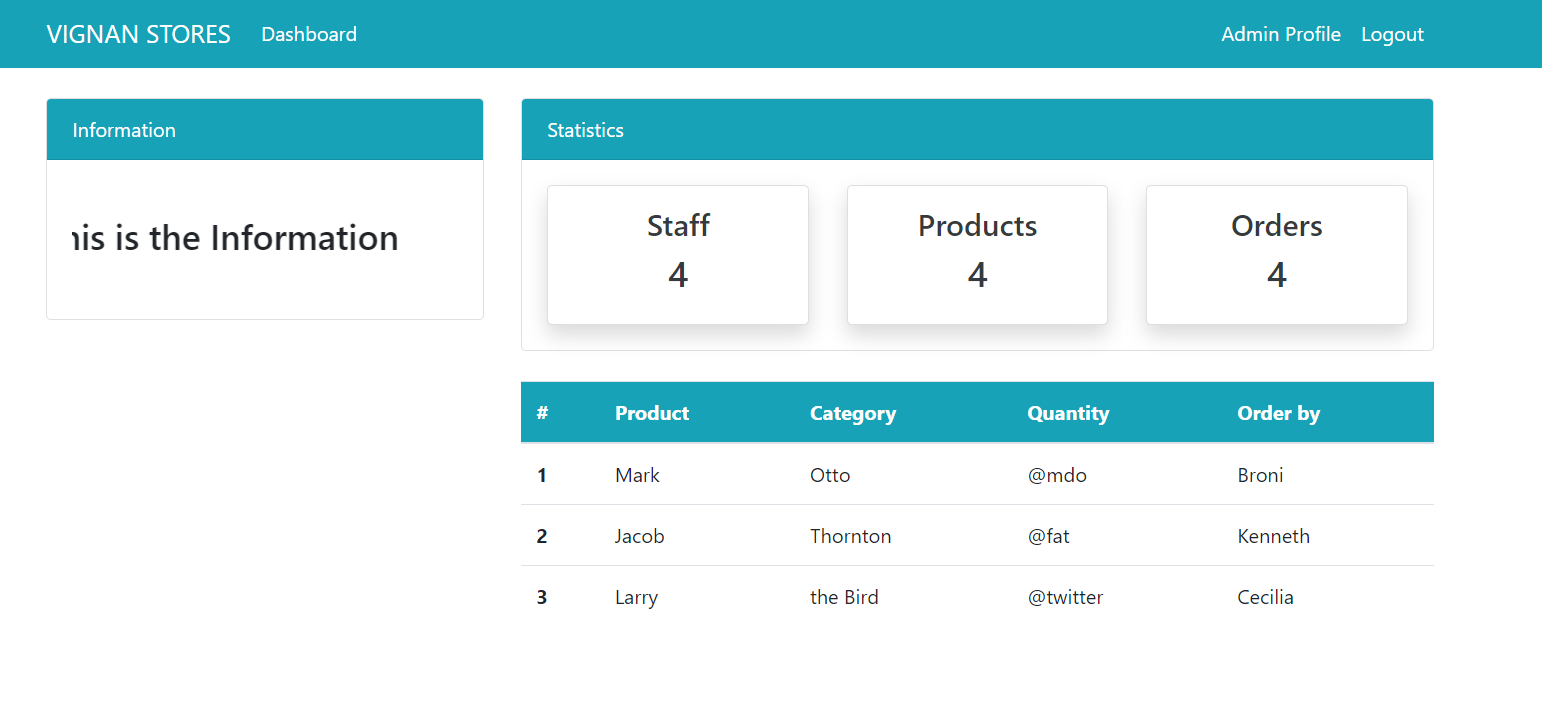 VIGNAN STORES Dashboard Admin Profile Logout
Information
his is the Information
Statistics
Staff
4
Products
4
Orders
4
# Product Category Quantity Order by
1 Mark Otto @mdo Broni
2 Jacob Thornton @fat Kenneth
3 Larry the Bird @twitter Cecilia